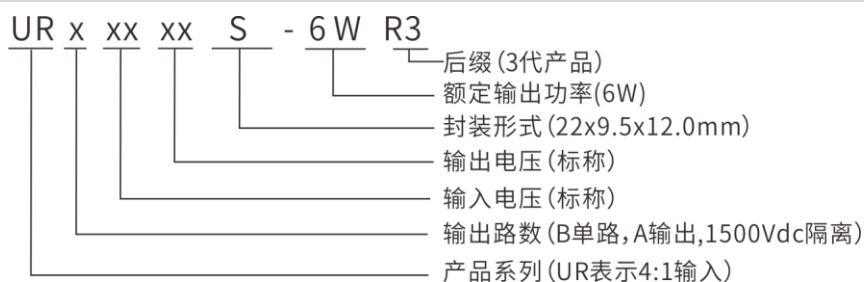 UR x xx xx S - 6W R3
后缀(3代产品)
额定输出功率(6W)
封装形式(22x9.5x12.0mm)
输出电压(标称)
输入电压(标称)
输出路数(B单路,A输出,1500Vdc隔离)
产品系列(UR表示4:1输入)